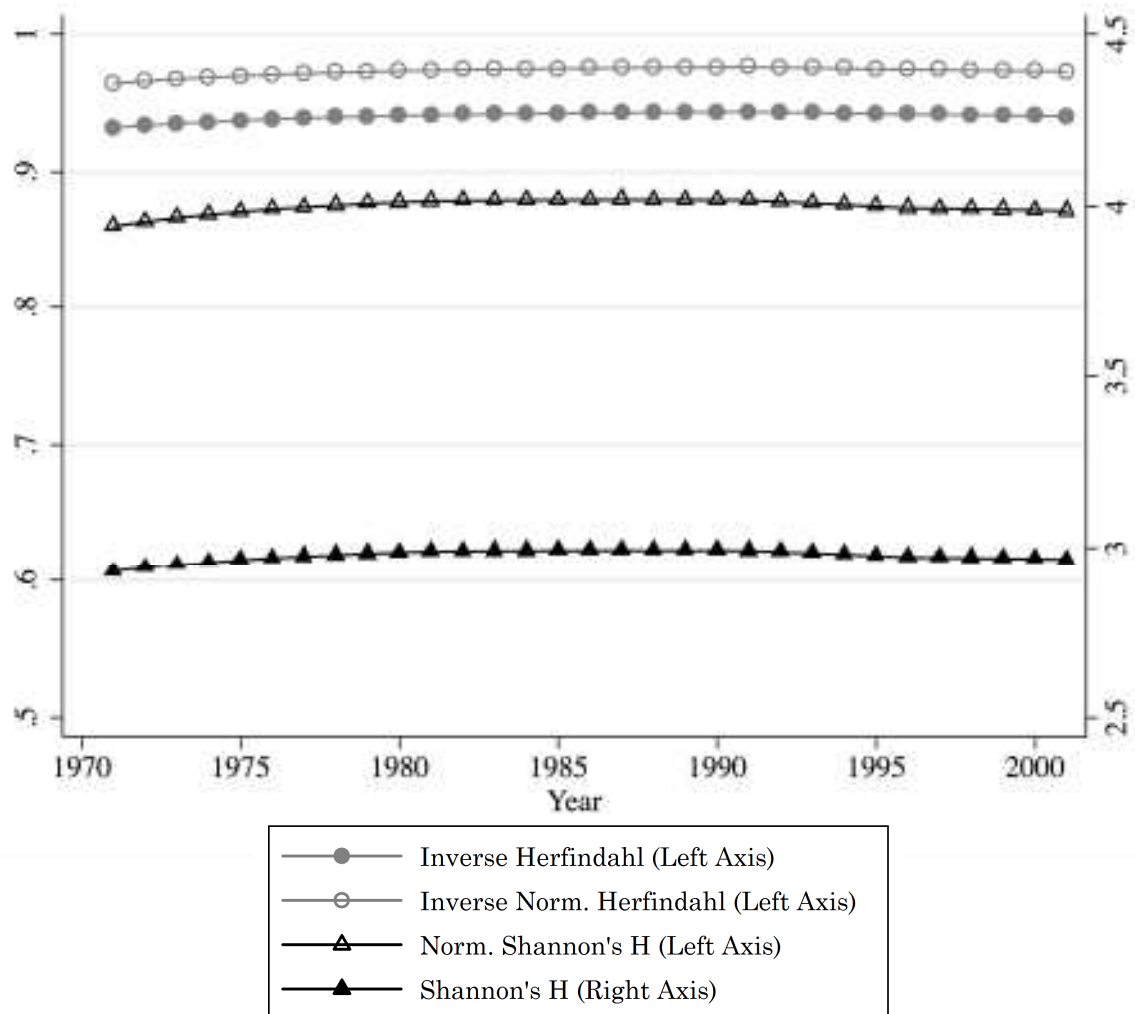 1
.9
.8
.7
.6
.5
4.5
4
3.5
3
2.5
1970 1975 1980 1985 1990 1995 2000
Year
Inverse Herfindahl (Left Axis)
Inverse Norm. Herfindahl (Left Axis)
Norm. Shannon's H (Left Axis)
Shannon's H (Right Axis)